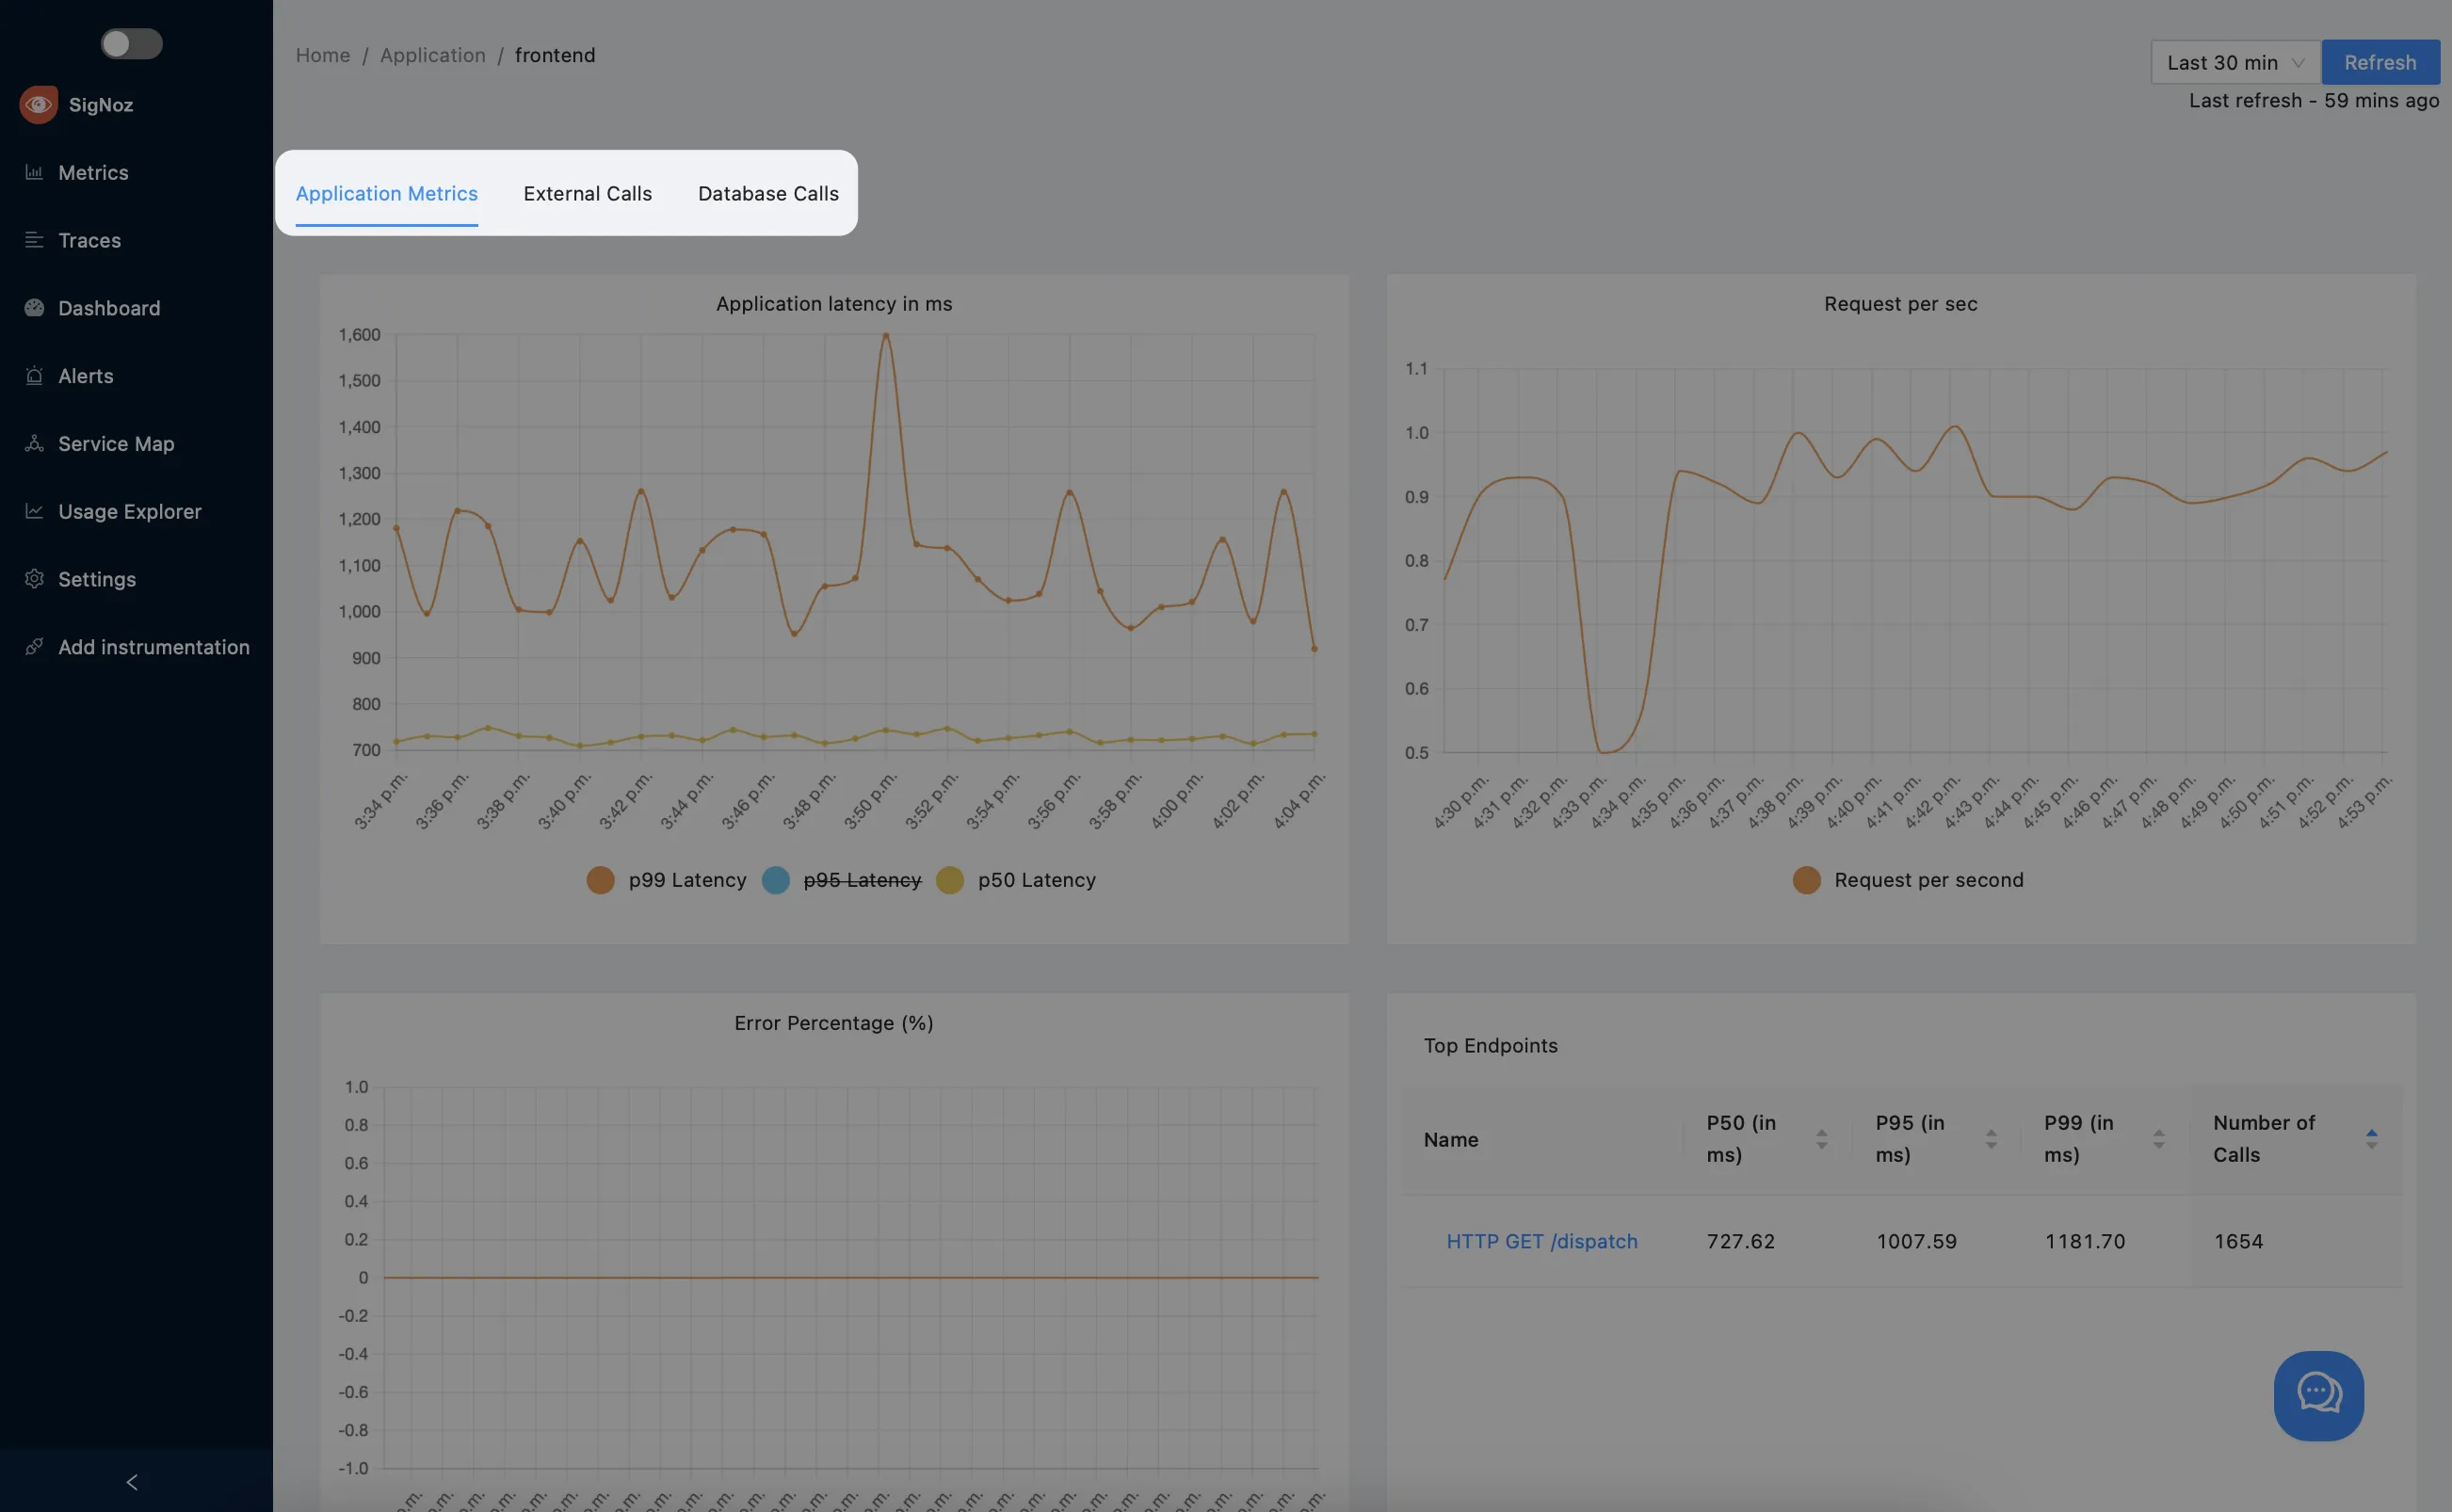 SigNoz
Metrics
Traces
Dashboard
Alerts
Service Map
Usage Explorer
Settings
Add instrumentation
Home / Application / frontend
Last 30 min
Refresh
Last refresh - 59 mins ago
Application Metrics
External Calls
Database Calls
Application latency in ms
1,600
1,500
1,400
1,300
1,200
1,100
1,000
900
800
700
3:34 p.m.
3:36 p.m.
3:38 p.m.
3:40 p.m.
3:42 p.m.
3:44 p.m.
3:46 p.m.
3:48 p.m.
3:50 p.m.
3:52 p.m.
3:54 p.m.
3:56 p.m.
3:58 p.m.
4:00 p.m.
4:02 p.m.
4:04 p.m.
p99 Latency
p95 Latency
p50 Latency
Request per sec
1.1
1.0
0.9
0.8
0.7
0.6
0.5
4:30 p.m.
4:31 p.m.
4:32 p.m.
4:33 p.m.
4:34 p.m.
4:35 p.m.
4:36 p.m.
4:37 p.m.
4:38 p.m.
4:39 p.m.
4:40 p.m.
4:41 p.m.
4:42 p.m.
4:43 p.m.
4:44 p.m.
4:45 p.m.
4:46 p.m.
4:47 p.m.
4:48 p.m.
4:49 p.m.
4:50 p.m.
4:51 p.m.
4:52 p.m.
4:53 p.m.
Request per second
Error Percentage (%)
1.0
0.8
0.6
0.4
0.2
0
-0.2
-0.4
-0.6
-0.8
-1.0
Top Endpoints
Name
P50 (in
ms)
P95 (in
ms)
P99 (in
ms)
Number of
Calls
HTTP GET /dispatch
727.62
1007.59
1181.70
1654